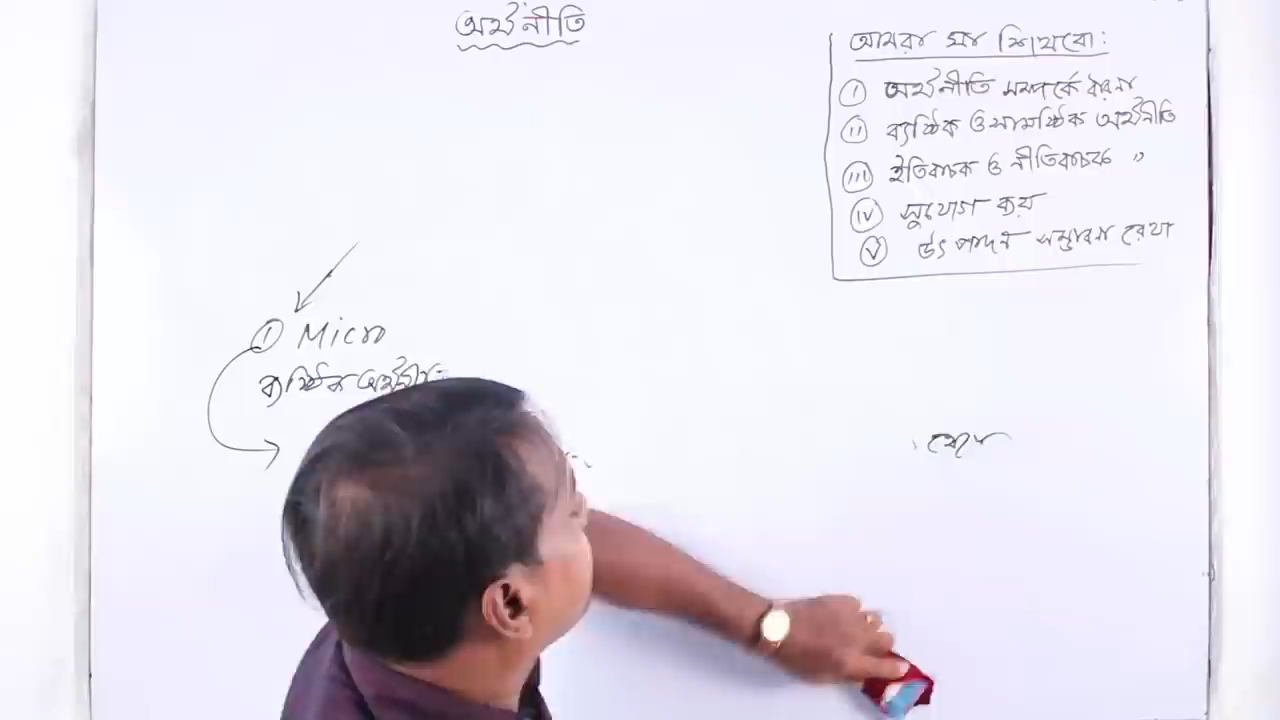 অর্থনীতি
আমরা যা শিখবো:
(i) অর্থনীতি সম্পর্কে ধারণা
(ii) ব্যষ্টিক ও সামষ্টিক অর্থনীতি
(iii) ইতিবাচক ও নীতিবাচক "
(iv) সুযোগ ব্যয়
(v) উৎপাদন সম্ভাবনা রেখা
(1) Micro
ব্যষ্টিক অর্থনীতি